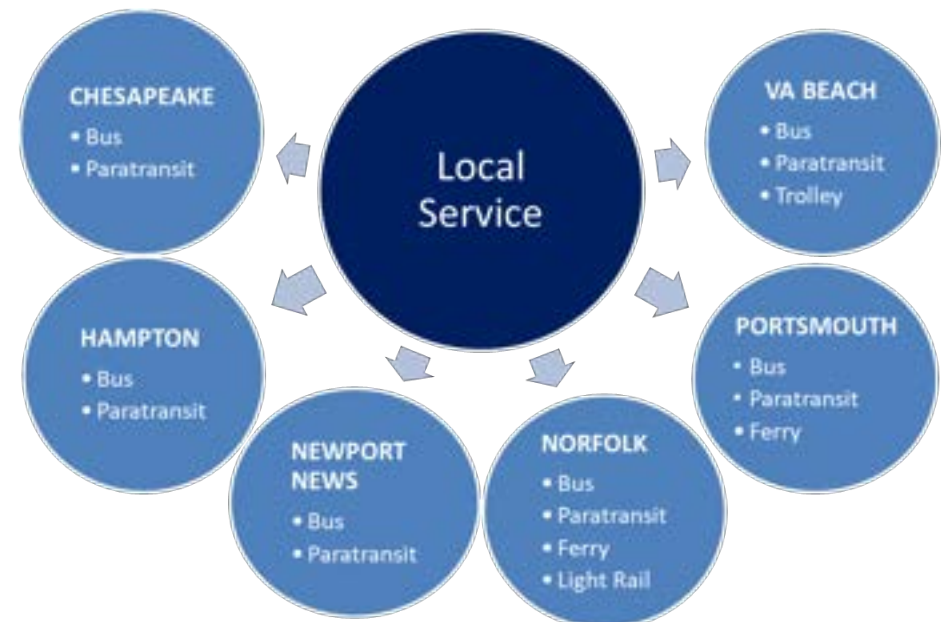 Local
Service
CHESAPEAKE
• Bus
• Paratransit
HAMPTON
• Bus
• Paratransit
NEWPORT
NEWS
• Bus
• Paratransit
NORFOLK
• Bus
• Paratransit
• Ferry
• Light Rail
PORTSMOUTH
• Bus
• Paratransit
• Ferry
VA BEACH
• Bus
• Paratransit
• Trolley